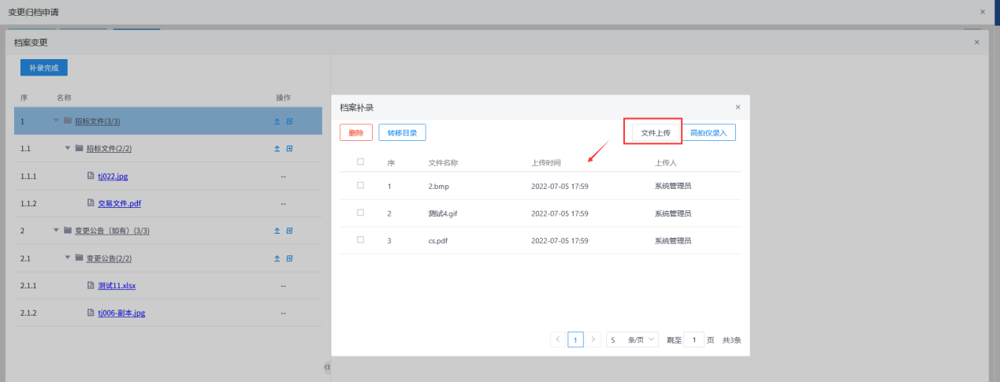 变更归档申请
档案变更
补录完成
序 名称 操作
1 招标文件(3/3)
1.1 招标文件(2/2)
1.1.1 tj022.jpg --
1.1.2 交易文件.pdf --
2 变更公告（如有）(3/3)
2.1 变更公告(2/2)
2.1.1 测试11.xlsx --
2.1.2 tj006-副本.jpg --
档案补录
删除 转移目录 文件上传 高拍仪录入
序 文件名称 上传时间 上传人
1 2.bmp 2022-07-05 17:59 系统管理员
2 测试4.gif 2022-07-05 17:59 系统管理员
3 cs.pdf 2022-07-05 17:59 系统管理员
1 5 条/页 跳至 1 页 共3条